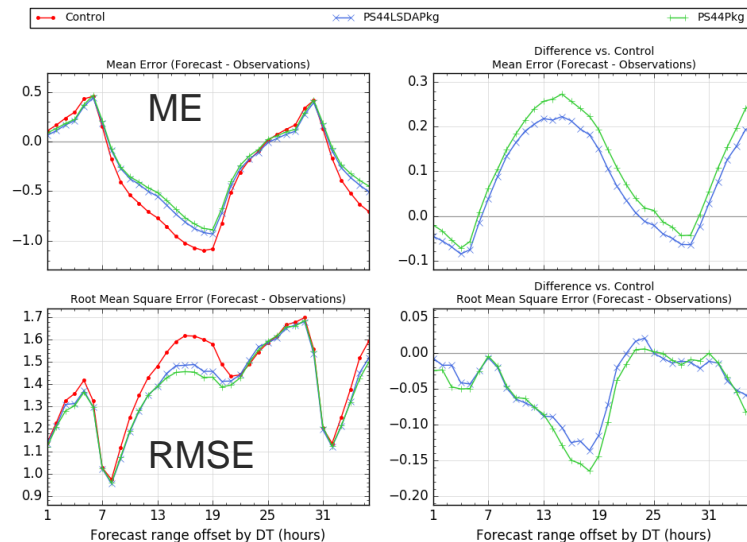 Control PS44LSDAPkg PS44Pkg
Mean Error (Forecast - Observations)
ME
0.5
0.0
−0.5
−1.0
Difference vs. Control
Mean Error (Forecast - Observations)
0.3
0.2
0.1
0.0
−0.1
Root Mean Square Error (Forecast - Observations)
1.7
1.6
1.5
1.4
1.3
1.2
1.1
1.0
0.9
RMSE
1 7 13 19 25 31
Forecast range offset by DT (hours)
Difference vs. Control
Root Mean Square Error (Forecast - Observations)
0.05
0.00
−0.05
−0.10
−0.15
−0.20
1 7 13 19 25 31
Forecast range offset by DT (hours)